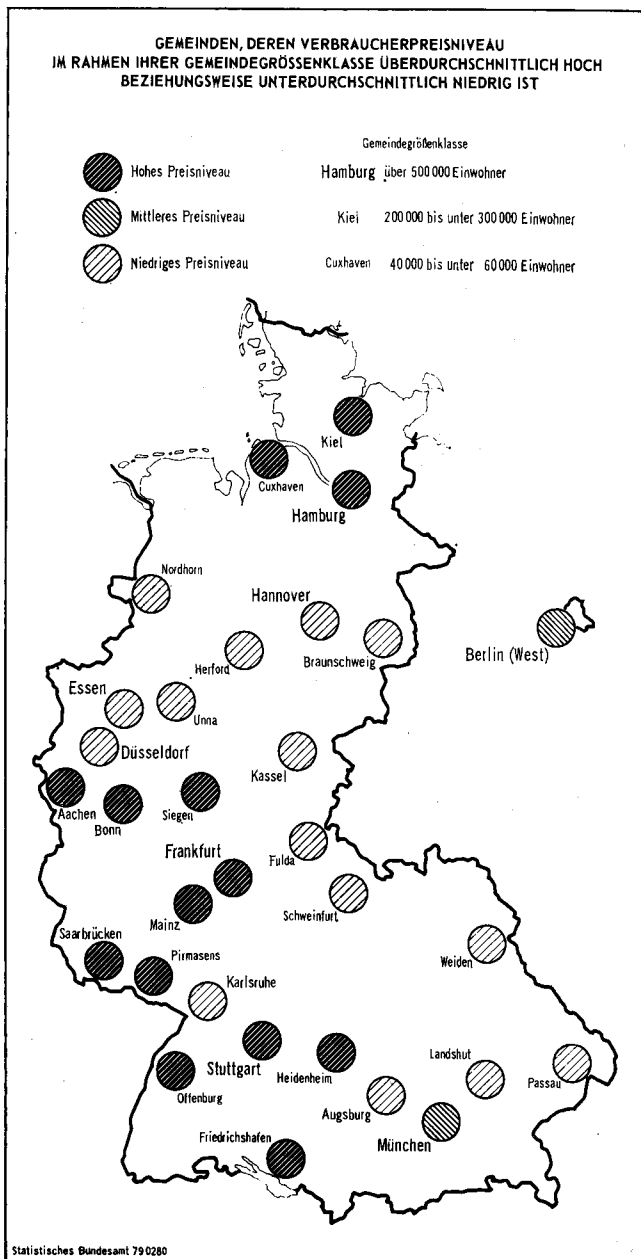 GEMEINDEN, DEREN VERBRAUCHERPREISNIVEAU
IM RAHMEN IHRER GEMEINDEGRÖSSENKLASSE ÜBERDURCHSCHNITTLICH HOCH
BEZIEHUNGSWEISE UNTERDURCHSCHNITTLICH NIEDRIG IST
Gemeindegrößenklasse
Hohes Preisniveau
Hamburg über 500 000 Einwohner
Mittleres Preisniveau
Kiel 200 000 bis unter 300 000 Einwohner
Niedriges Preisniveau
Cuxhaven 40 000 bis unter 60 000 Einwohner
Kiel
Cuxhaven
Hamburg
Nordhorn
Hannover
Herford
Braunschweig
Berlin (West)
Essen
Unna
Düsseldorf
Kassel
Aachen
Bonn
Siegen
Frankfurt
Fulda
Mainz
Schweinfurt
Saarbrücken
Pirmasens
Weiden
Karlsruhe
Stuttgart
Heidenheim
Landshut
Passau
Offenburg
Augsburg
München
Friedrichshafen
Statistisches Bundesamt 79 0280